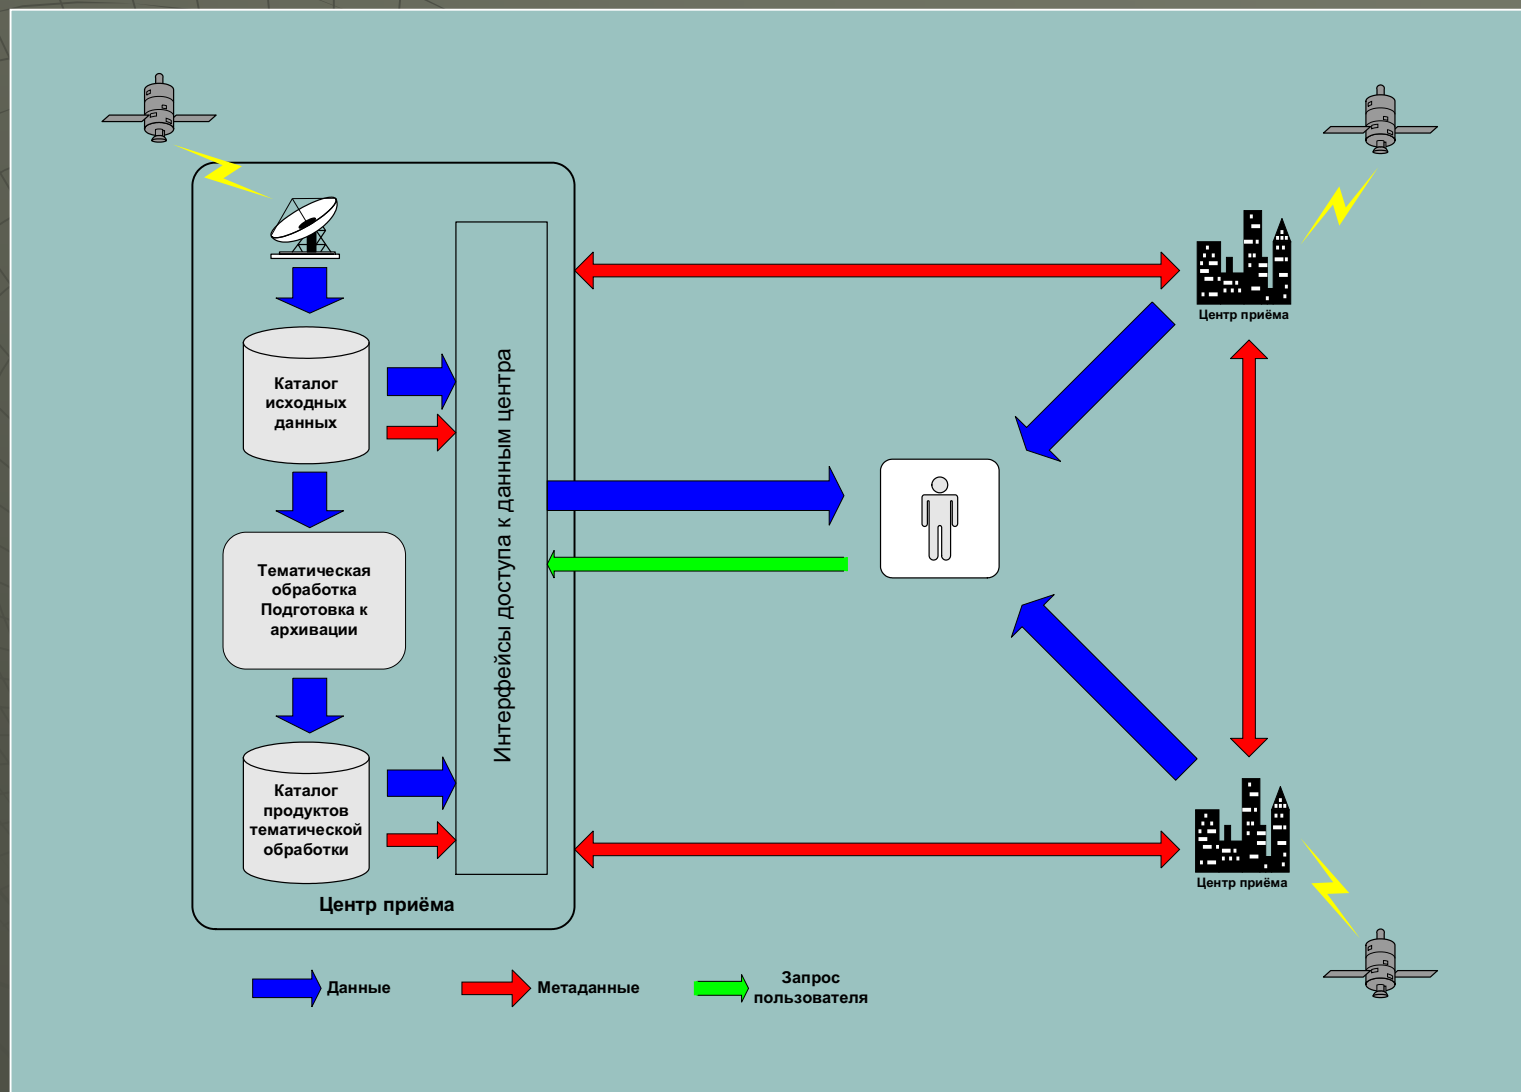 Центр приёма
Каталог
исходных
данных
Интерфейсы доступа к данным центра
Тематическая
обработка
Подготовка к
архивации
Каталог
продуктов
тематической
обработки
Центр приёма
Центр приёма
Данные
Метаданные
Запрос
пользователя